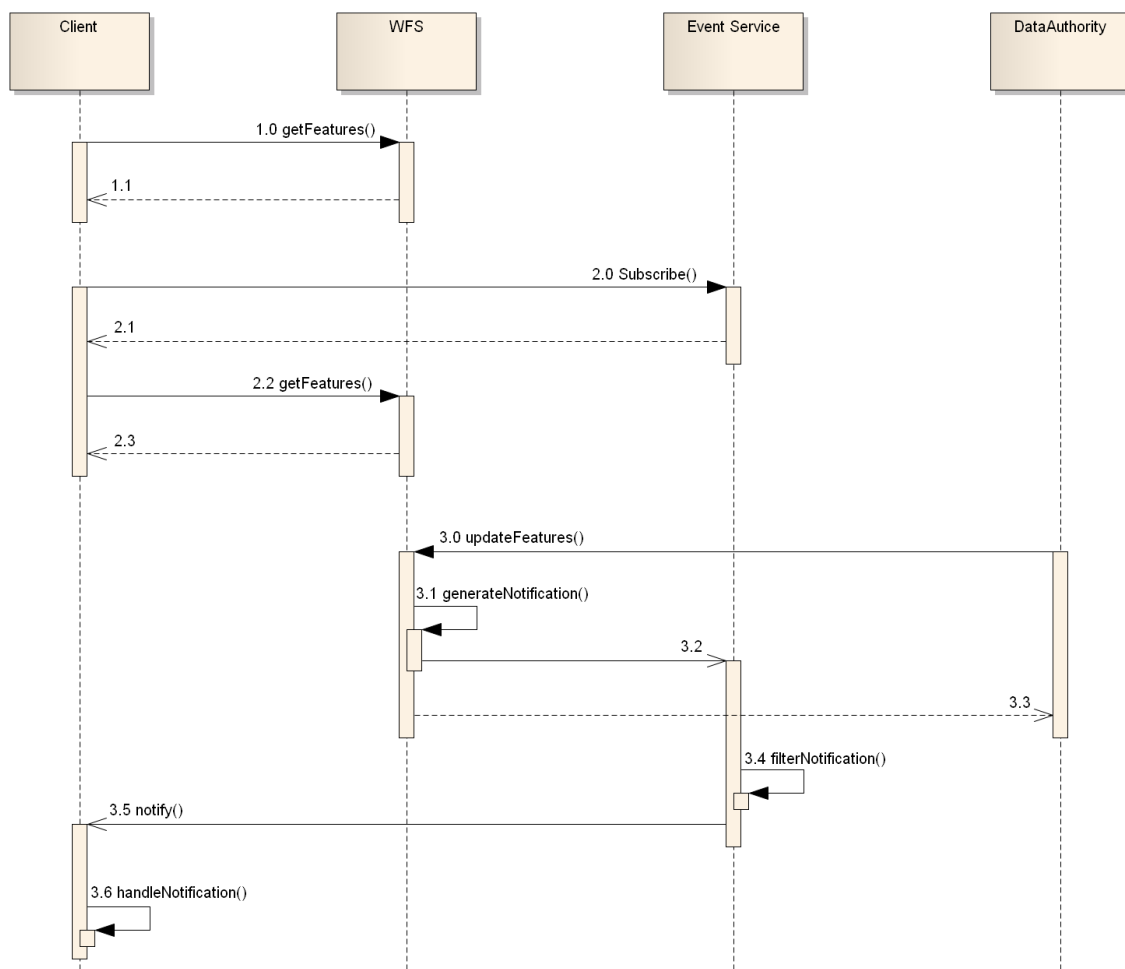 Client
WFS
Event Service
DataAuthority
1.0 getFeatures()
1.1
2.0 Subscribe()
2.1
2.2 getFeatures()
2.3
3.0 updateFeatures()
3.1 generateNotification()
3.2
3.3
3.4 filterNotification()
3.5 notify()
3.6 handleNotification()